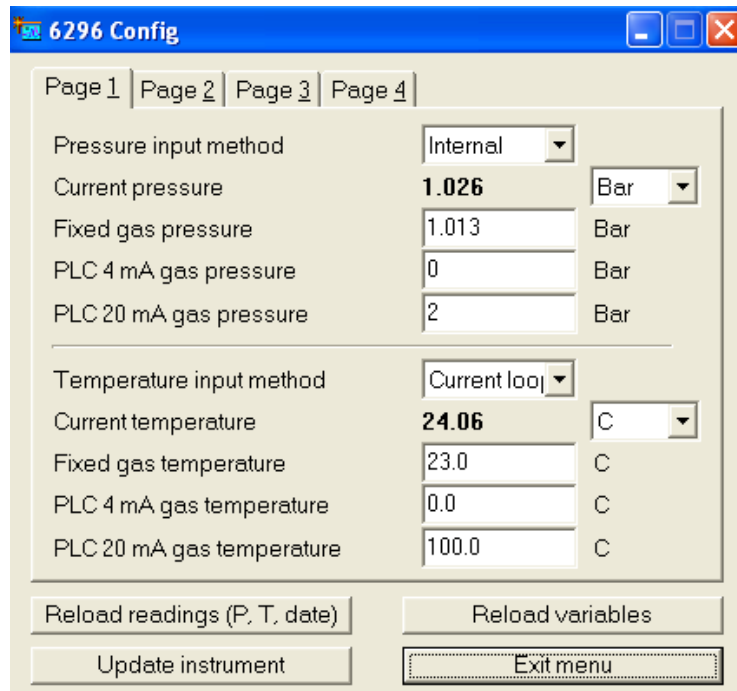 6296 Config
Page 1 Page 2 Page 3 Page 4
Pressure input method Internal
Current pressure 1.026 Bar
Fixed gas pressure 1.013 Bar
PLC 4 mA gas pressure 0 Bar
PLC 20 mA gas pressure 2 Bar
Temperature input method Current loop
Current temperature 24.06 C
Fixed gas temperature 23.0 C
PLC 4 mA gas temperature 0.0 C
PLC 20 mA gas temperature 100.0 C
Reload readings (P, T, date) Reload variables
Update instrument Exit menu